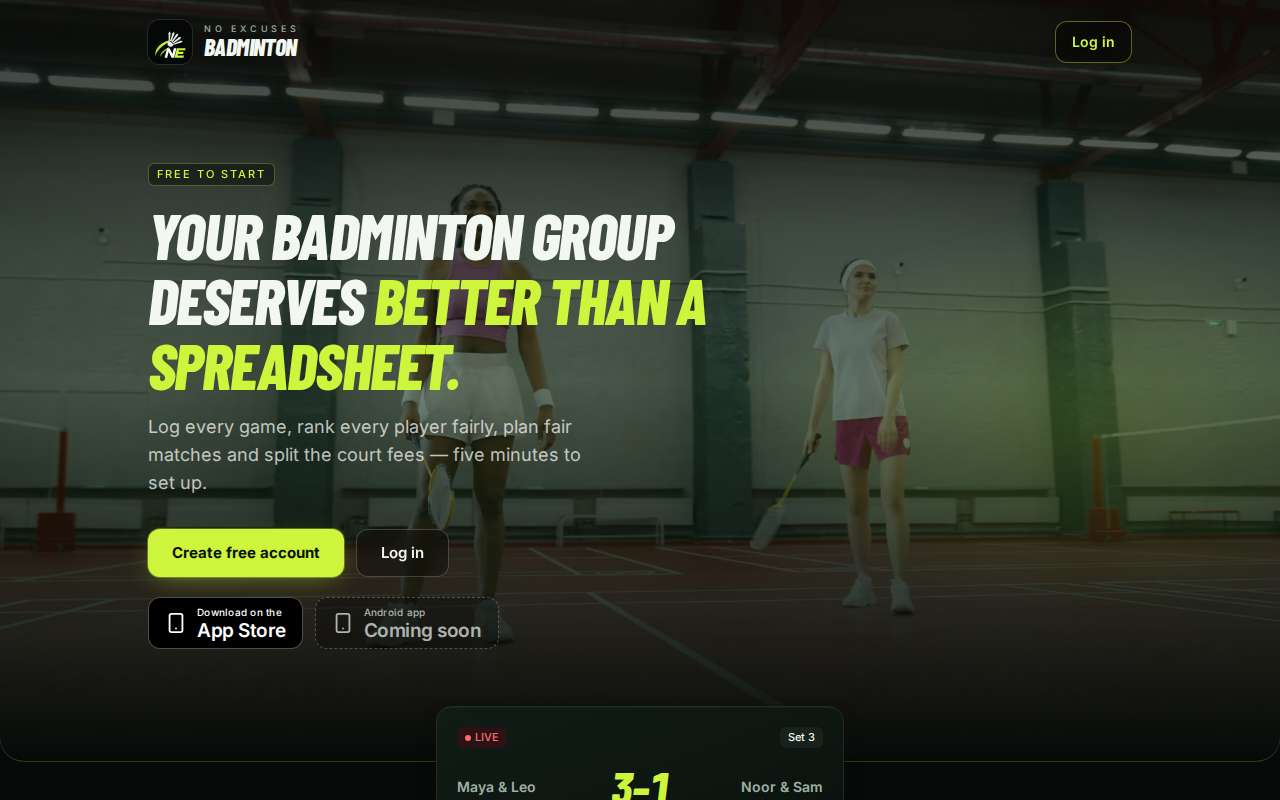 NO EXCUSES
BADMINTON
NE
Log in
FREE TO START
YOUR BADMINTON GROUP
DESERVES BETTER THAN A
SPREADSHEET.
Log every game, rank every player fairly, plan fair
matches and split the court fees — five minutes to
set up.
Create free account
Log in
Download on the
App Store
Android app
Coming soon
LIVE
Set 3
Maya & Leo
3–1
Noor & Sam